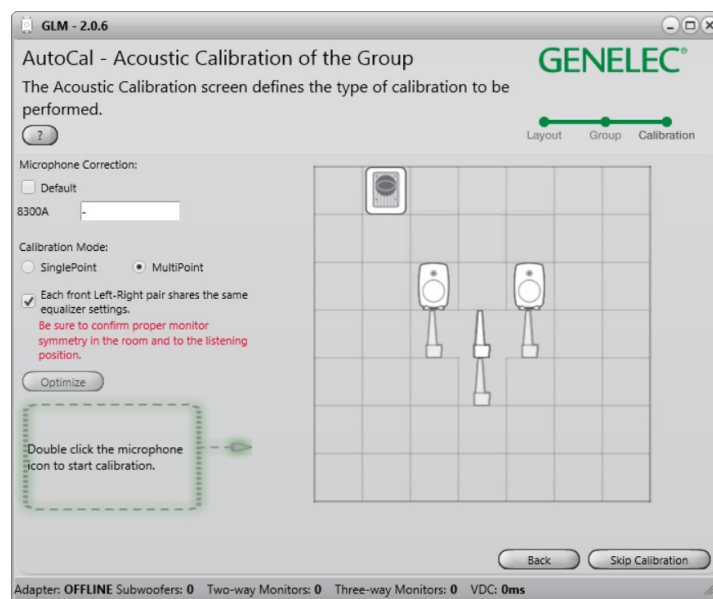 GLM - 2.0.6
AutoCal - Acoustic Calibration of the Group
The Acoustic Calibration screen defines the type of calibration to be
performed.
?
GENELEC®
Layout Group Calibration
Microphone Correction:
Default
8300A -
Calibration Mode:
SinglePoint MultiPoint
Each front Left-Right pair shares the same
equalizer settings.
Be sure to confirm proper monitor
symmetry in the room and to the listening
position.
Optimize
Double click the microphone
icon to start calibration.
Back Skip Calibration
Adapter: OFFLINE Subwoofers: 0 Two-way Monitors: 0 Three-way Monitors: 0 VDC: 0ms